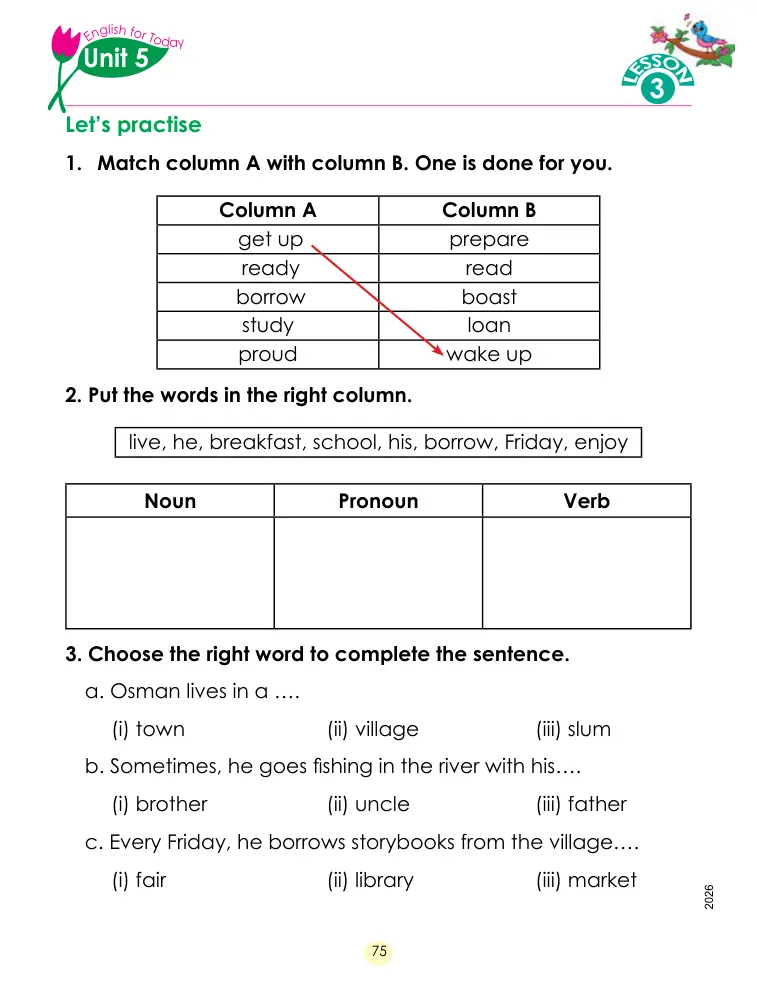 English for Today
Unit 5
LESSON
3
Let's practise
1. Match column A with column B. One is done for you.
Column A Column B
get up prepare
ready read
borrow boast
study loan
proud wake up
2. Put the words in the right column.
live, he, breakfast, school, his, borrow, Friday, enjoy
Noun Pronoun Verb
3. Choose the right word to complete the sentence.
a. Osman lives in a ....
(i) town (ii) village (iii) slum
b. Sometimes, he goes fishing in the river with his....
(i) brother (ii) uncle (iii) father
c. Every Friday, he borrows storybooks from the village....
(i) fair (ii) library (iii) market
2026
75